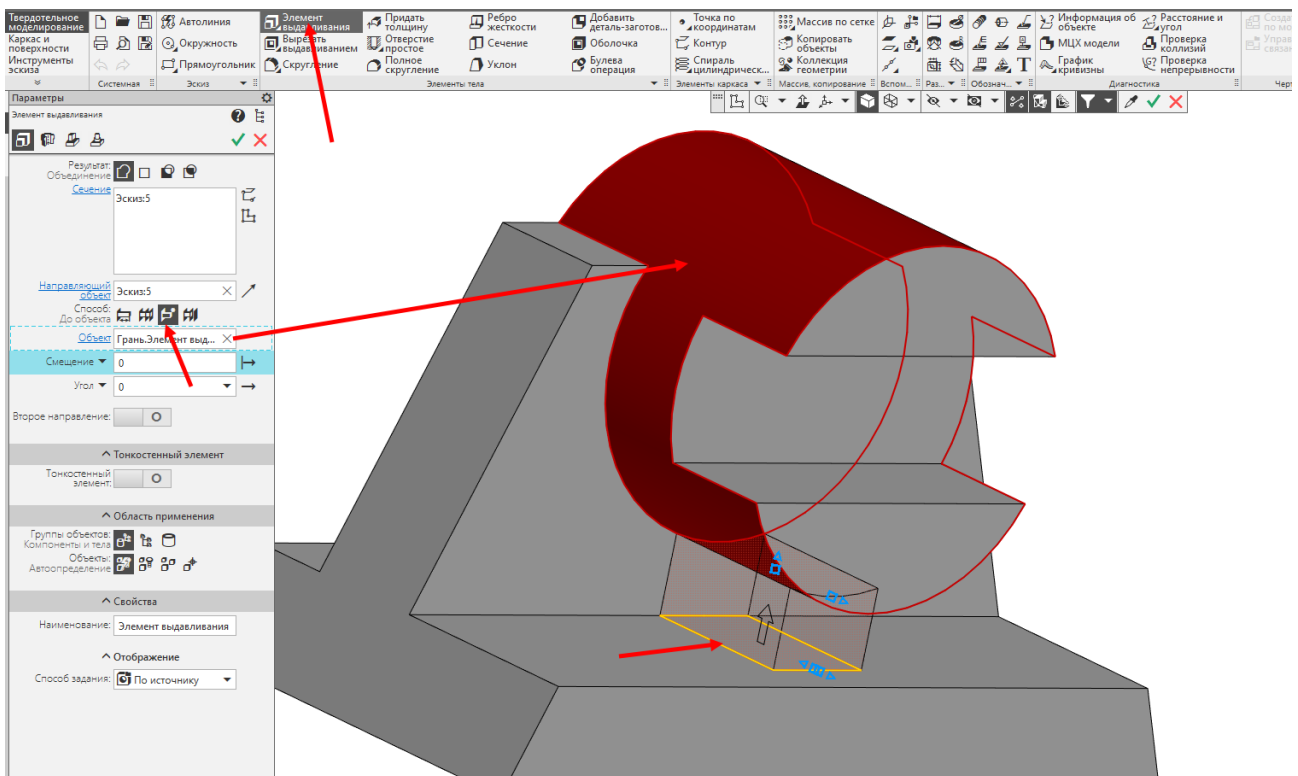 Твердотельное моделирование
Каркас и поверхности
Инструменты эскиза
Системная
Автолиния
Окружность
Прямоугольник
Эскиз
Элемент выдавливания
Вырезать выдавливанием
Скругление
Придать толщину
Отверстие простое
Полное скругление
Ребро жесткости
Сечение
Уклон
Добавить деталь-заготов...
Оболочка
Булева операция
Элементы тела
Точка по координатам
Контур
Спираль цилиндрическ...
Элементы каркаса
Массив по сетке
Копировать объекты
Коллекция геометрии
Массив, копирование
Вспом...
Раз...
Обознач...
Информация об объекте
МЦХ модели
График кривизны
Расстояние и угол
Проверка коллизий
Проверка непрерывности
Диагностика
Созда
по мо
Управ
связан
Черт
Параметры
Элемент выдавливания
Результат:
Объединение
Сечение
Эскиз:5
Направляющий объект
Эскиз:5
Способ:
До объекта
Объект
Грань.Элемент выд...
Смещение
0
Угол
0
Второе направление:
Тонкостенный элемент
Тонкостенный элемент:
Область применения
Группы объектов:
Компоненты и тела
Объекты:
Автоопределение
Свойства
Наименование:
Элемент выдавливания
Отображение
Способ задания:
По источнику